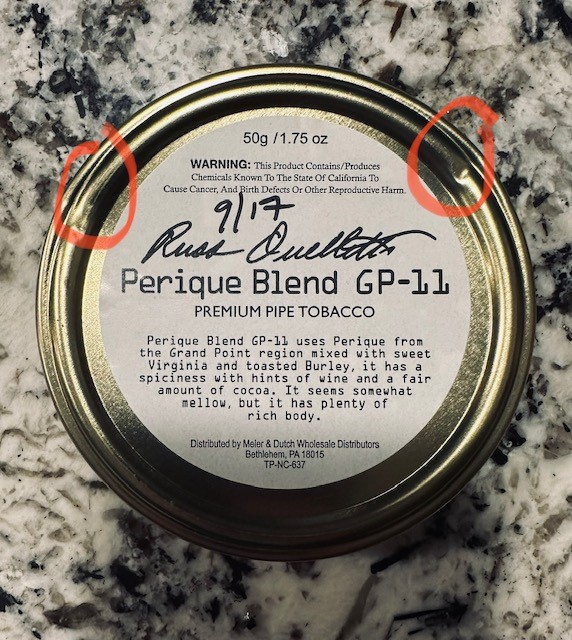 50g / 1.75 oz
WARNING: This Product Contains/Produces
Chemicals Known To The State Of California To
Cause Cancer, And Birth Defects Or Other Reproductive Harm.
9/17
Russ Ouellette
Perique Blend GP-11
PREMIUM PIPE TOBACCO
Perique Blend GP-11 uses Perique from
the Grand Point region mixed with sweet
Virginia and toasted Burley, it has a
spiciness with hints of wine and a fair
amount of cocoa. It seems somewhat
mellow, but it has plenty of
rich body.
Distributed by Meier & Dutch Wholesale Distributors
Bethlehem, PA 18015
TP-NC-637